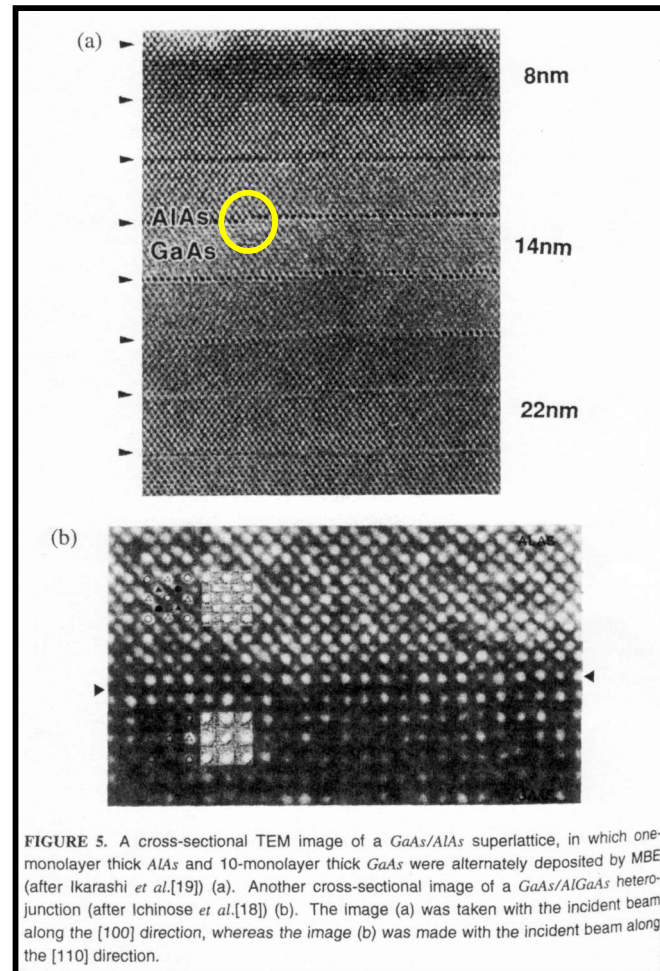 (a)
8nm
AlAs
GaAs
14nm
22nm
(b)
ALAS
FIGURE 5. A cross-sectional TEM image of a GaAs/AlAs superlattice, in which one-
monolayer thick AlAs and 10-monolayer thick GaAs were alternately deposited by MBE
(after Ikarashi et al.[19]) (a). Another cross-sectional image of a GaAs/AlGaAs hetero-
junction (after Ichinose et al.[18]) (b). The image (a) was taken with the incident beam
along the [100] direction, whereas the image (b) was made with the incident beam along
the [110] direction.